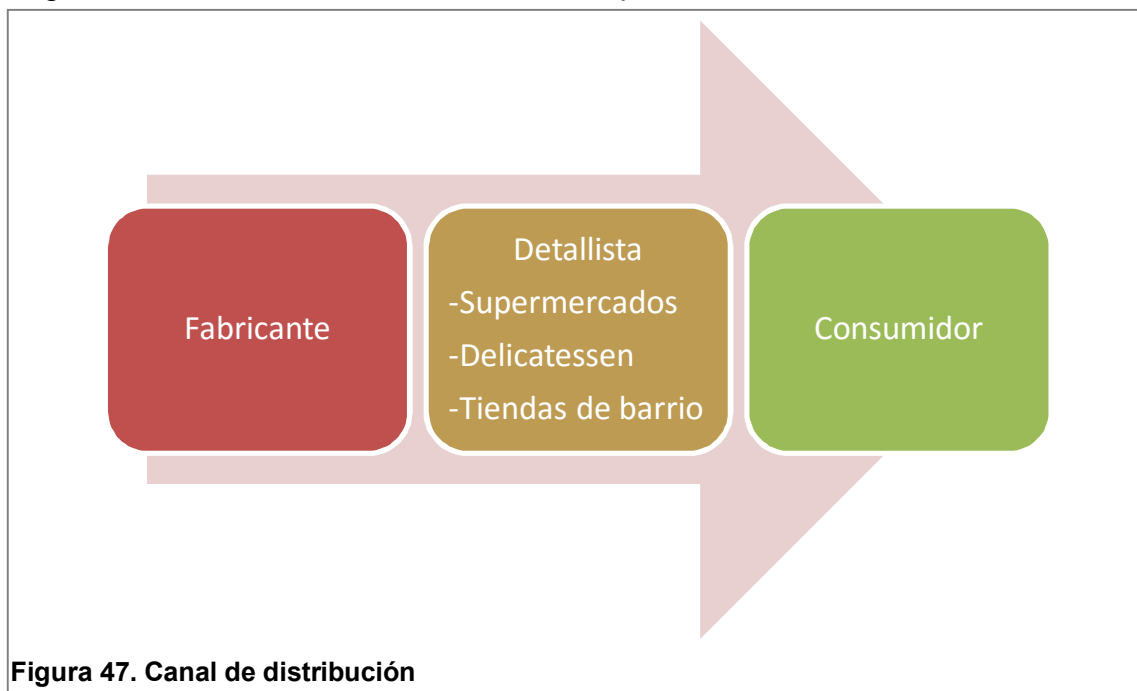 Fabricante
Detallista
-Supermercados
-Delicatessen
-Tiendas de barrio
Consumidor
Figura 47. Canal de distribución